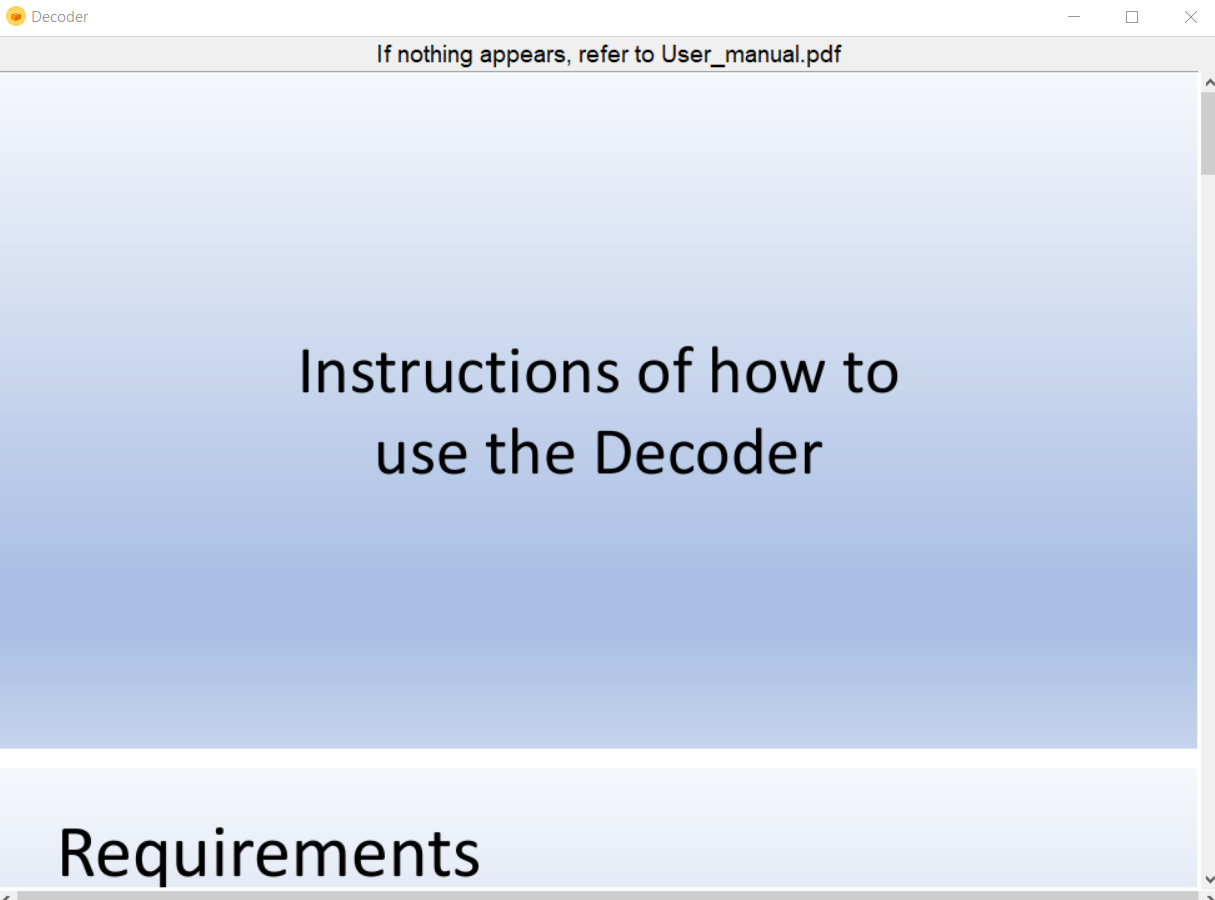 Decoder
If nothing appears, refer to User_manual.pdf
Instructions of how to
use the Decoder
Requirements